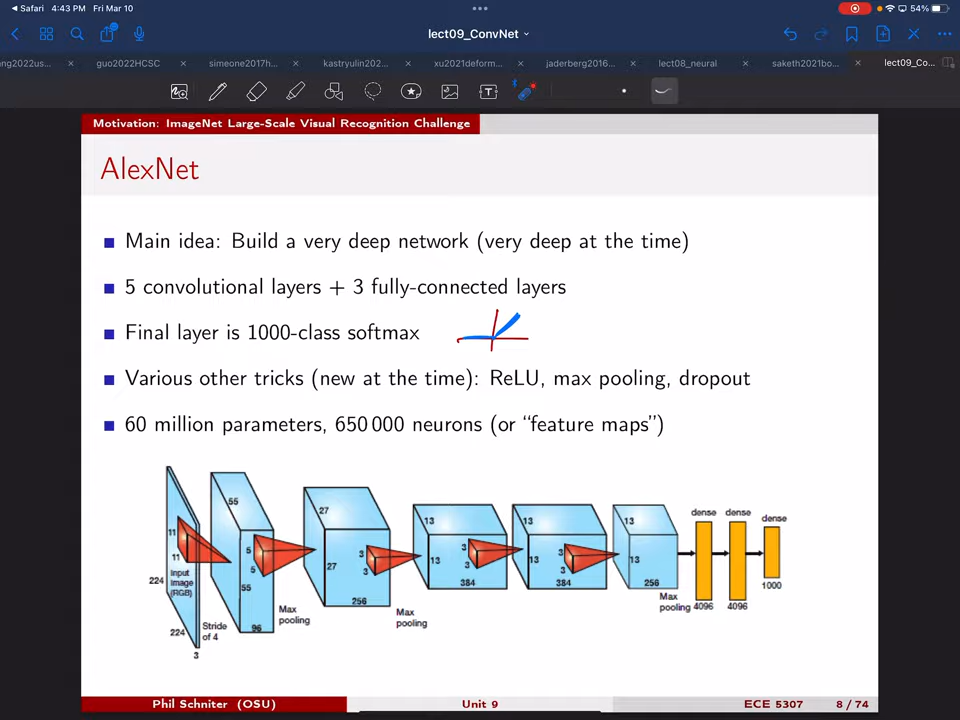 Safari 4:43 PM Fri Mar 10
54%
lect09_ConvNet
ng2022us...
guo2022HCSC
simeone2017h...
kastryulin202...
xu2021deform...
jaderberg2016...
lect08_neural
saketh2021bo...
lect09_Co...
Motivation: ImageNet Large-Scale Visual Recognition Challenge
AlexNet
Main idea: Build a very deep network (very deep at the time)
5 convolutional layers + 3 fully-connected layers
Final layer is 1000-class softmax
Various other tricks (new at the time): ReLU, max pooling, dropout
60 million parameters, 650 000 neurons (or “feature maps”)
11
11
Input
Image
(RGB)
224
224
3
Stride
of 4
55
5
5
55
96
Max
pooling
27
27
3
3
256
Max
pooling
13
13
3
3
384
13
13
3
3
384
13
13
256
Max
pooling
dense
4096
dense
4096
dense
1000
Phil Schniter (OSU)
Unit 9
ECE 5307
8 / 74